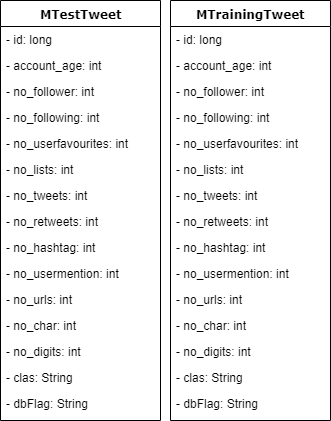 MTestTweet
- id: long
- account_age: int
- no_follower: int
- no_following: int
- no_userfavourites: int
- no_lists: int
- no_tweets: int
- no_retweets: int
- no_hashtag: int
- no_usermention: int
- no_urls: int
- no_char: int
- no_digits: int
- clas: String
- dbFlag: String
MTrainingTweet
- id: long
- account_age: int
- no_follower: int
- no_following: int
- no_userfavourites: int
- no_lists: int
- no_tweets: int
- no_retweets: int
- no_hashtag: int
- no_usermention: int
- no_urls: int
- no_char: int
- no_digits: int
- clas: String
- dbFlag: String